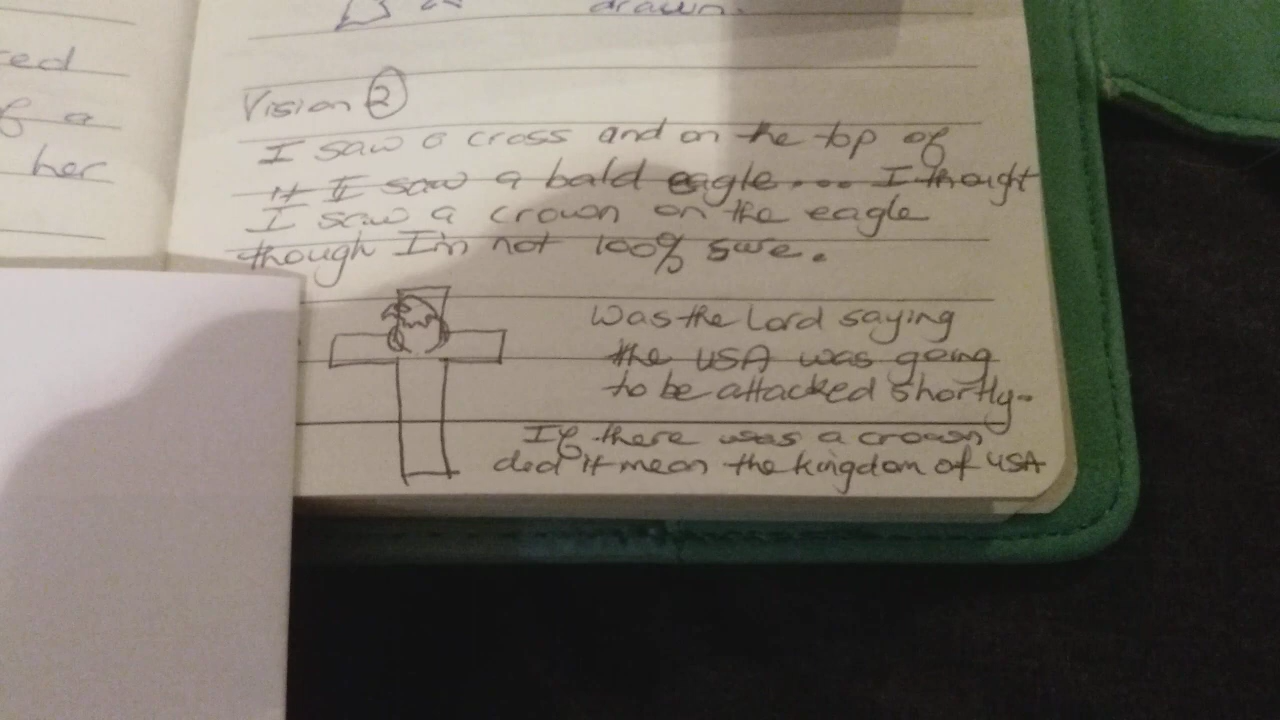 drawn.
ed
f a
her
Vision 2
I saw a cross and on the top of
it I saw a bald eagle.... I thought
I saw a crown on the eagle
though I'm not 100% sure.
Was the Lord saying
the USA was going
to be attacked shortly-
If there was a crown
did it mean the kingdom of USA